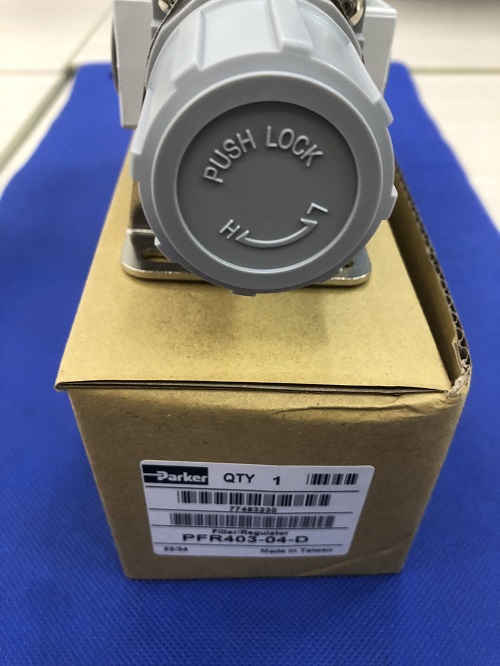 PUSH LOCK
H L
Parker QTY 1
77483230
Filter/Regulator
PFR403-04-D
Made in Taiwan